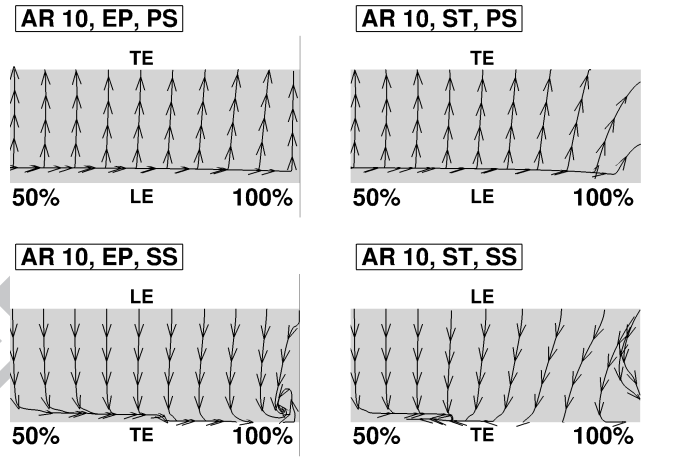 AR 10, EP, PS
TE
50% LE 100%
AR 10, ST, PS
TE
50% LE 100%
AR 10, EP, SS
LE
50% TE 100%
AR 10, ST, SS
LE
50% TE 100%